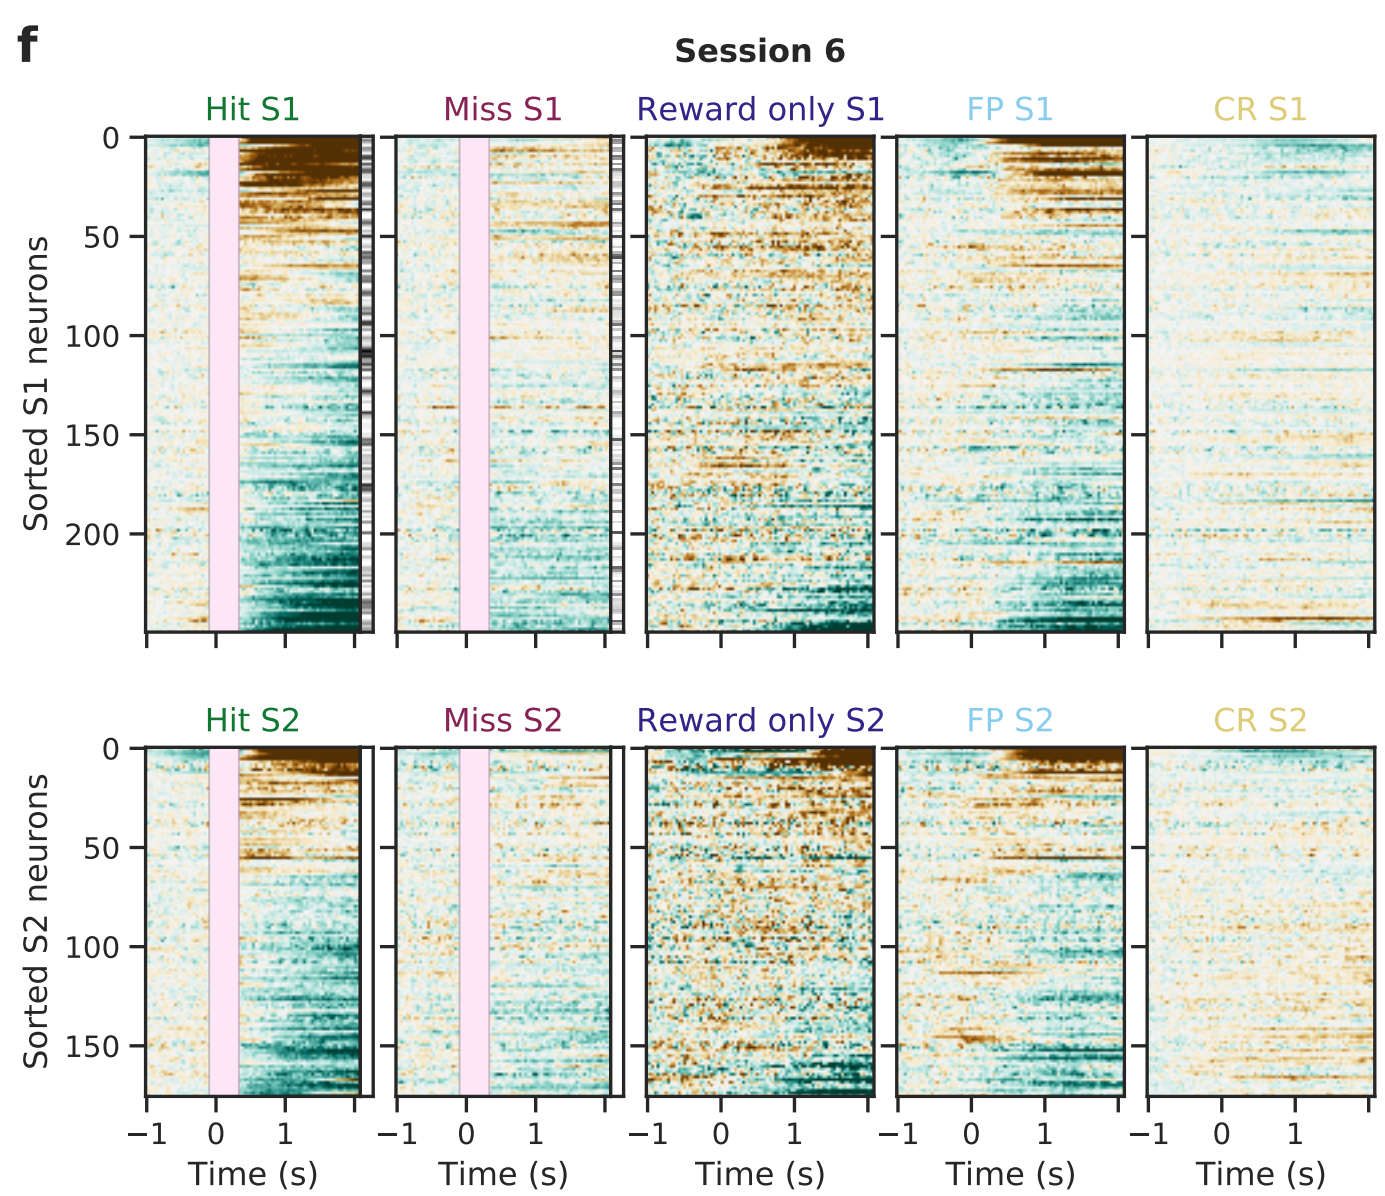 f
Session 6
Hit S1 Miss S1 Reward only S1 FP S1 CR S1
0
50
100
150
200
Sorted S1 neurons
Hit S2 Miss S2 Reward only S2 FP S2 CR S2
0
50
100
150
Sorted S2 neurons
−1 0 1 −1 0 1 −1 0 1 −1 0 1 −1 0 1
Time (s) Time (s) Time (s) Time (s) Time (s)